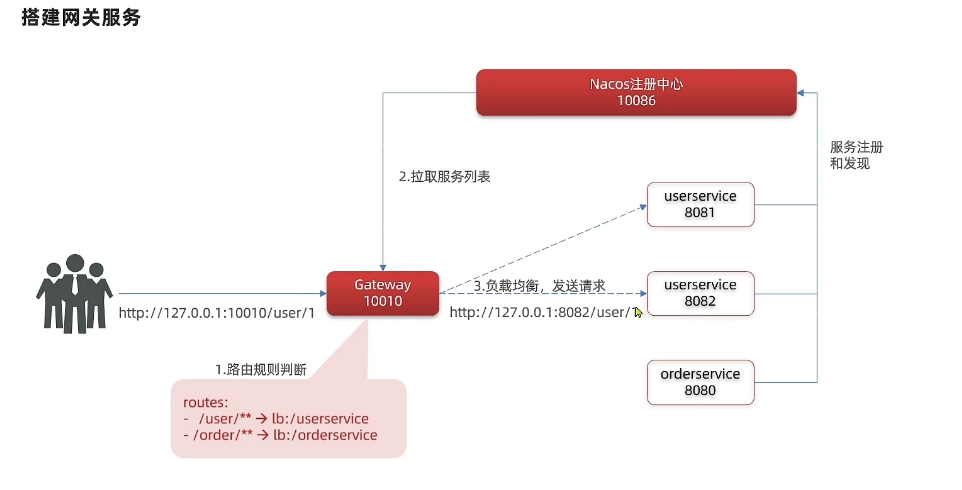 搭建网关服务
Nacos注册中心
10086
服务注册
和发现
2.拉取服务列表
userservice
8081
Gateway
10010
3.负载均衡，发送请求
userservice
8082
http://127.0.0.1:10010/user/1
http://127.0.0.1:8082/user/1
1.路由规则判断
orderservice
8080
routes:
- /user/** → lb:/userservice
- /order/** → lb:/orderservice